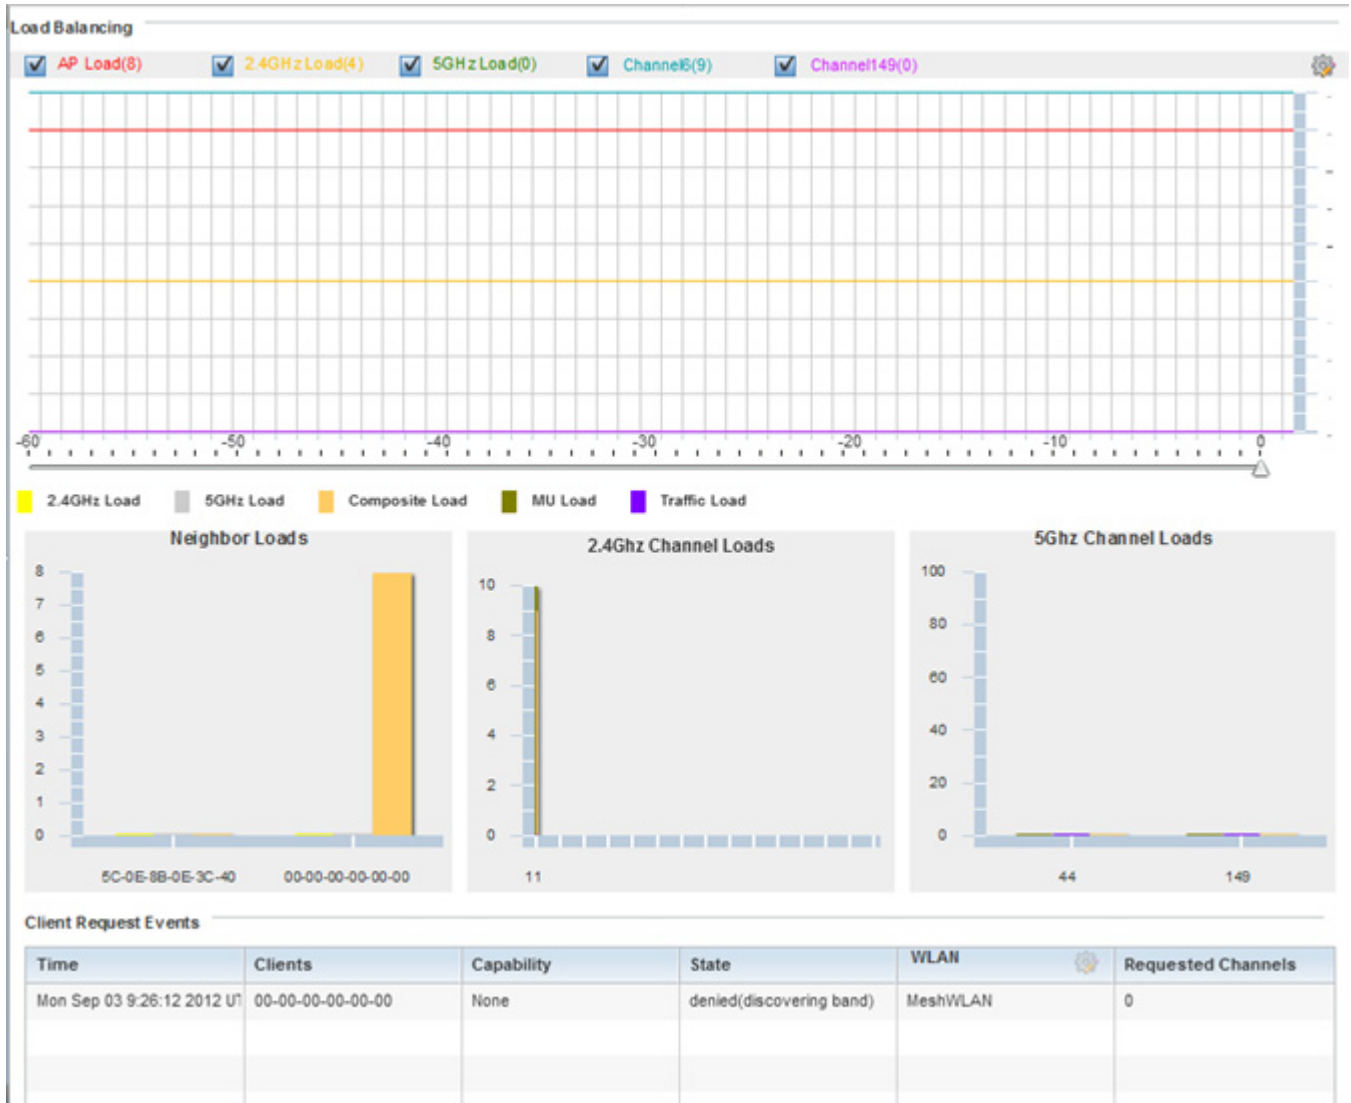 Load Balancing
AP Load(8) 2.4GHz Load(4) 5GHz Load(0) Channel6(9) Channel149(0)
-60 -50 -40 -30 -20 -10 0
2.4GHz Load 5GHz Load Composite Load MU Load Traffic Load
Neighbor Loads
8
7
6
5
4
3
2
1
0
5C-0E-8B-0E-3C-40 00-00-00-00-00-00
2.4Ghz Channel Loads
10
8
6
4
2
0
11
5Ghz Channel Loads
100
80
60
40
20
0
44 149
Client Request Events
Time Clients Capability State WLAN Requested Channels
Mon Sep 03 9:26:12 2012 UT 00-00-00-00-00-00 None denied(discovering band) MeshWLAN 0